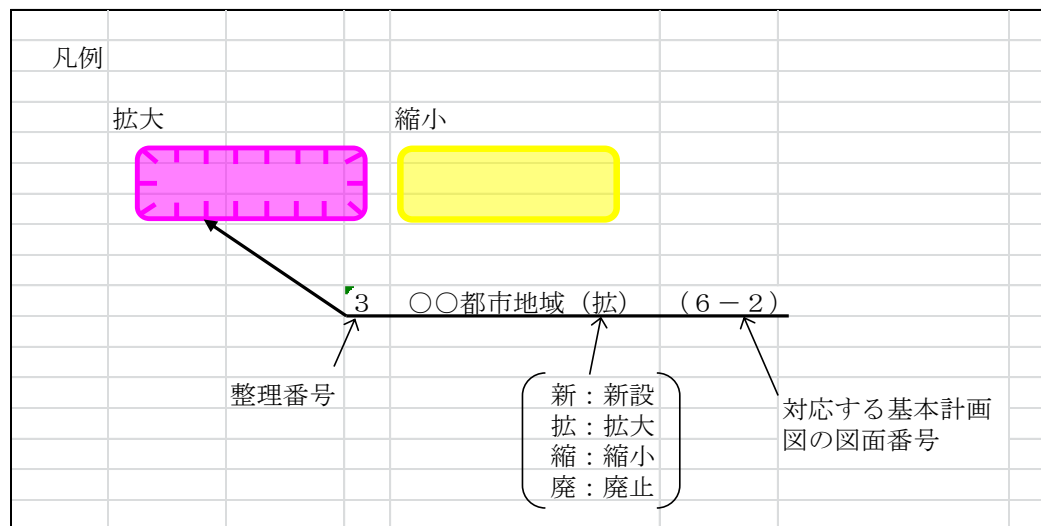 凡例
拡大
縮小
３　○○都市地域（拡）　（６－２）
整理番号
新：新設
拡：拡大
縮：縮小
廃：廃止
対応する基本計画
図の図面番号